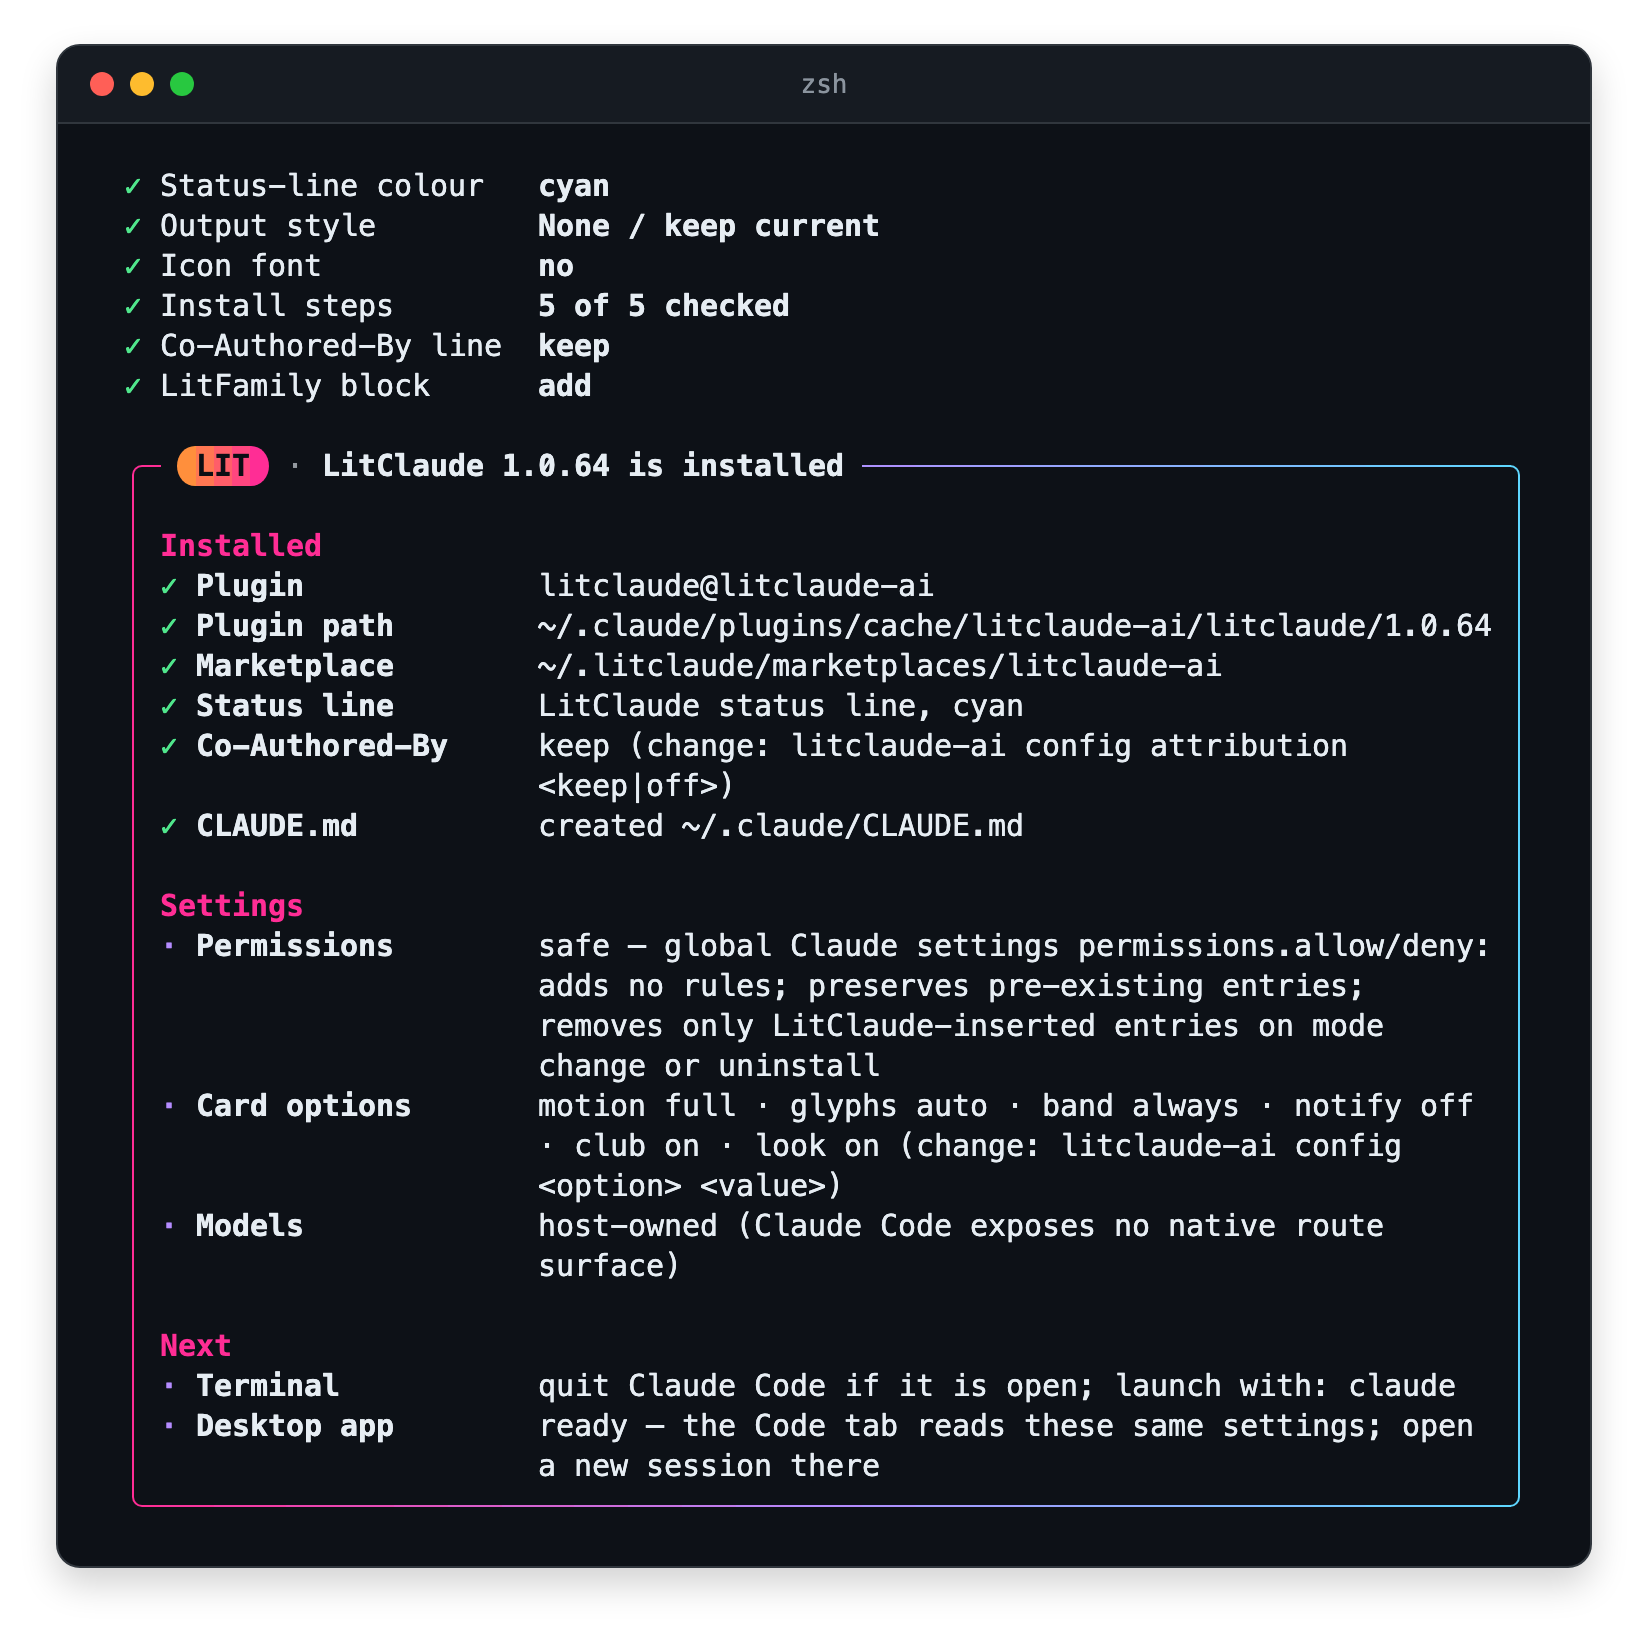 zsh
✓ Status-line colour cyan
✓ Output style None / keep current
✓ Icon font no
✓ Install steps 5 of 5 checked
✓ Co-Authored-By line keep
✓ LitFamily block add
LIT · LitClaude 1.0.64 is installed
Installed
✓ Plugin litclaude@litclaude-ai
✓ Plugin path ~/.claude/plugins/cache/litclaude-ai/litclaude/1.0.64
✓ Marketplace ~/.litclaude/marketplaces/litclaude-ai
✓ Status line LitClaude status line, cyan
✓ Co-Authored-By keep (change: litclaude-ai config attribution
<keep|off>)
✓ CLAUDE.md created ~/.claude/CLAUDE.md
Settings
· Permissions safe — global Claude settings permissions.allow/deny:
adds no rules; preserves pre-existing entries;
removes only LitClaude-inserted entries on mode
change or uninstall
· Card options motion full · glyphs auto · band always · notify off
· club on · look on (change: litclaude-ai config
<option> <value>)
· Models host-owned (Claude Code exposes no native route
surface)
Next
· Terminal quit Claude Code if it is open; launch with: claude
· Desktop app ready — the Code tab reads these same settings; open
a new session there